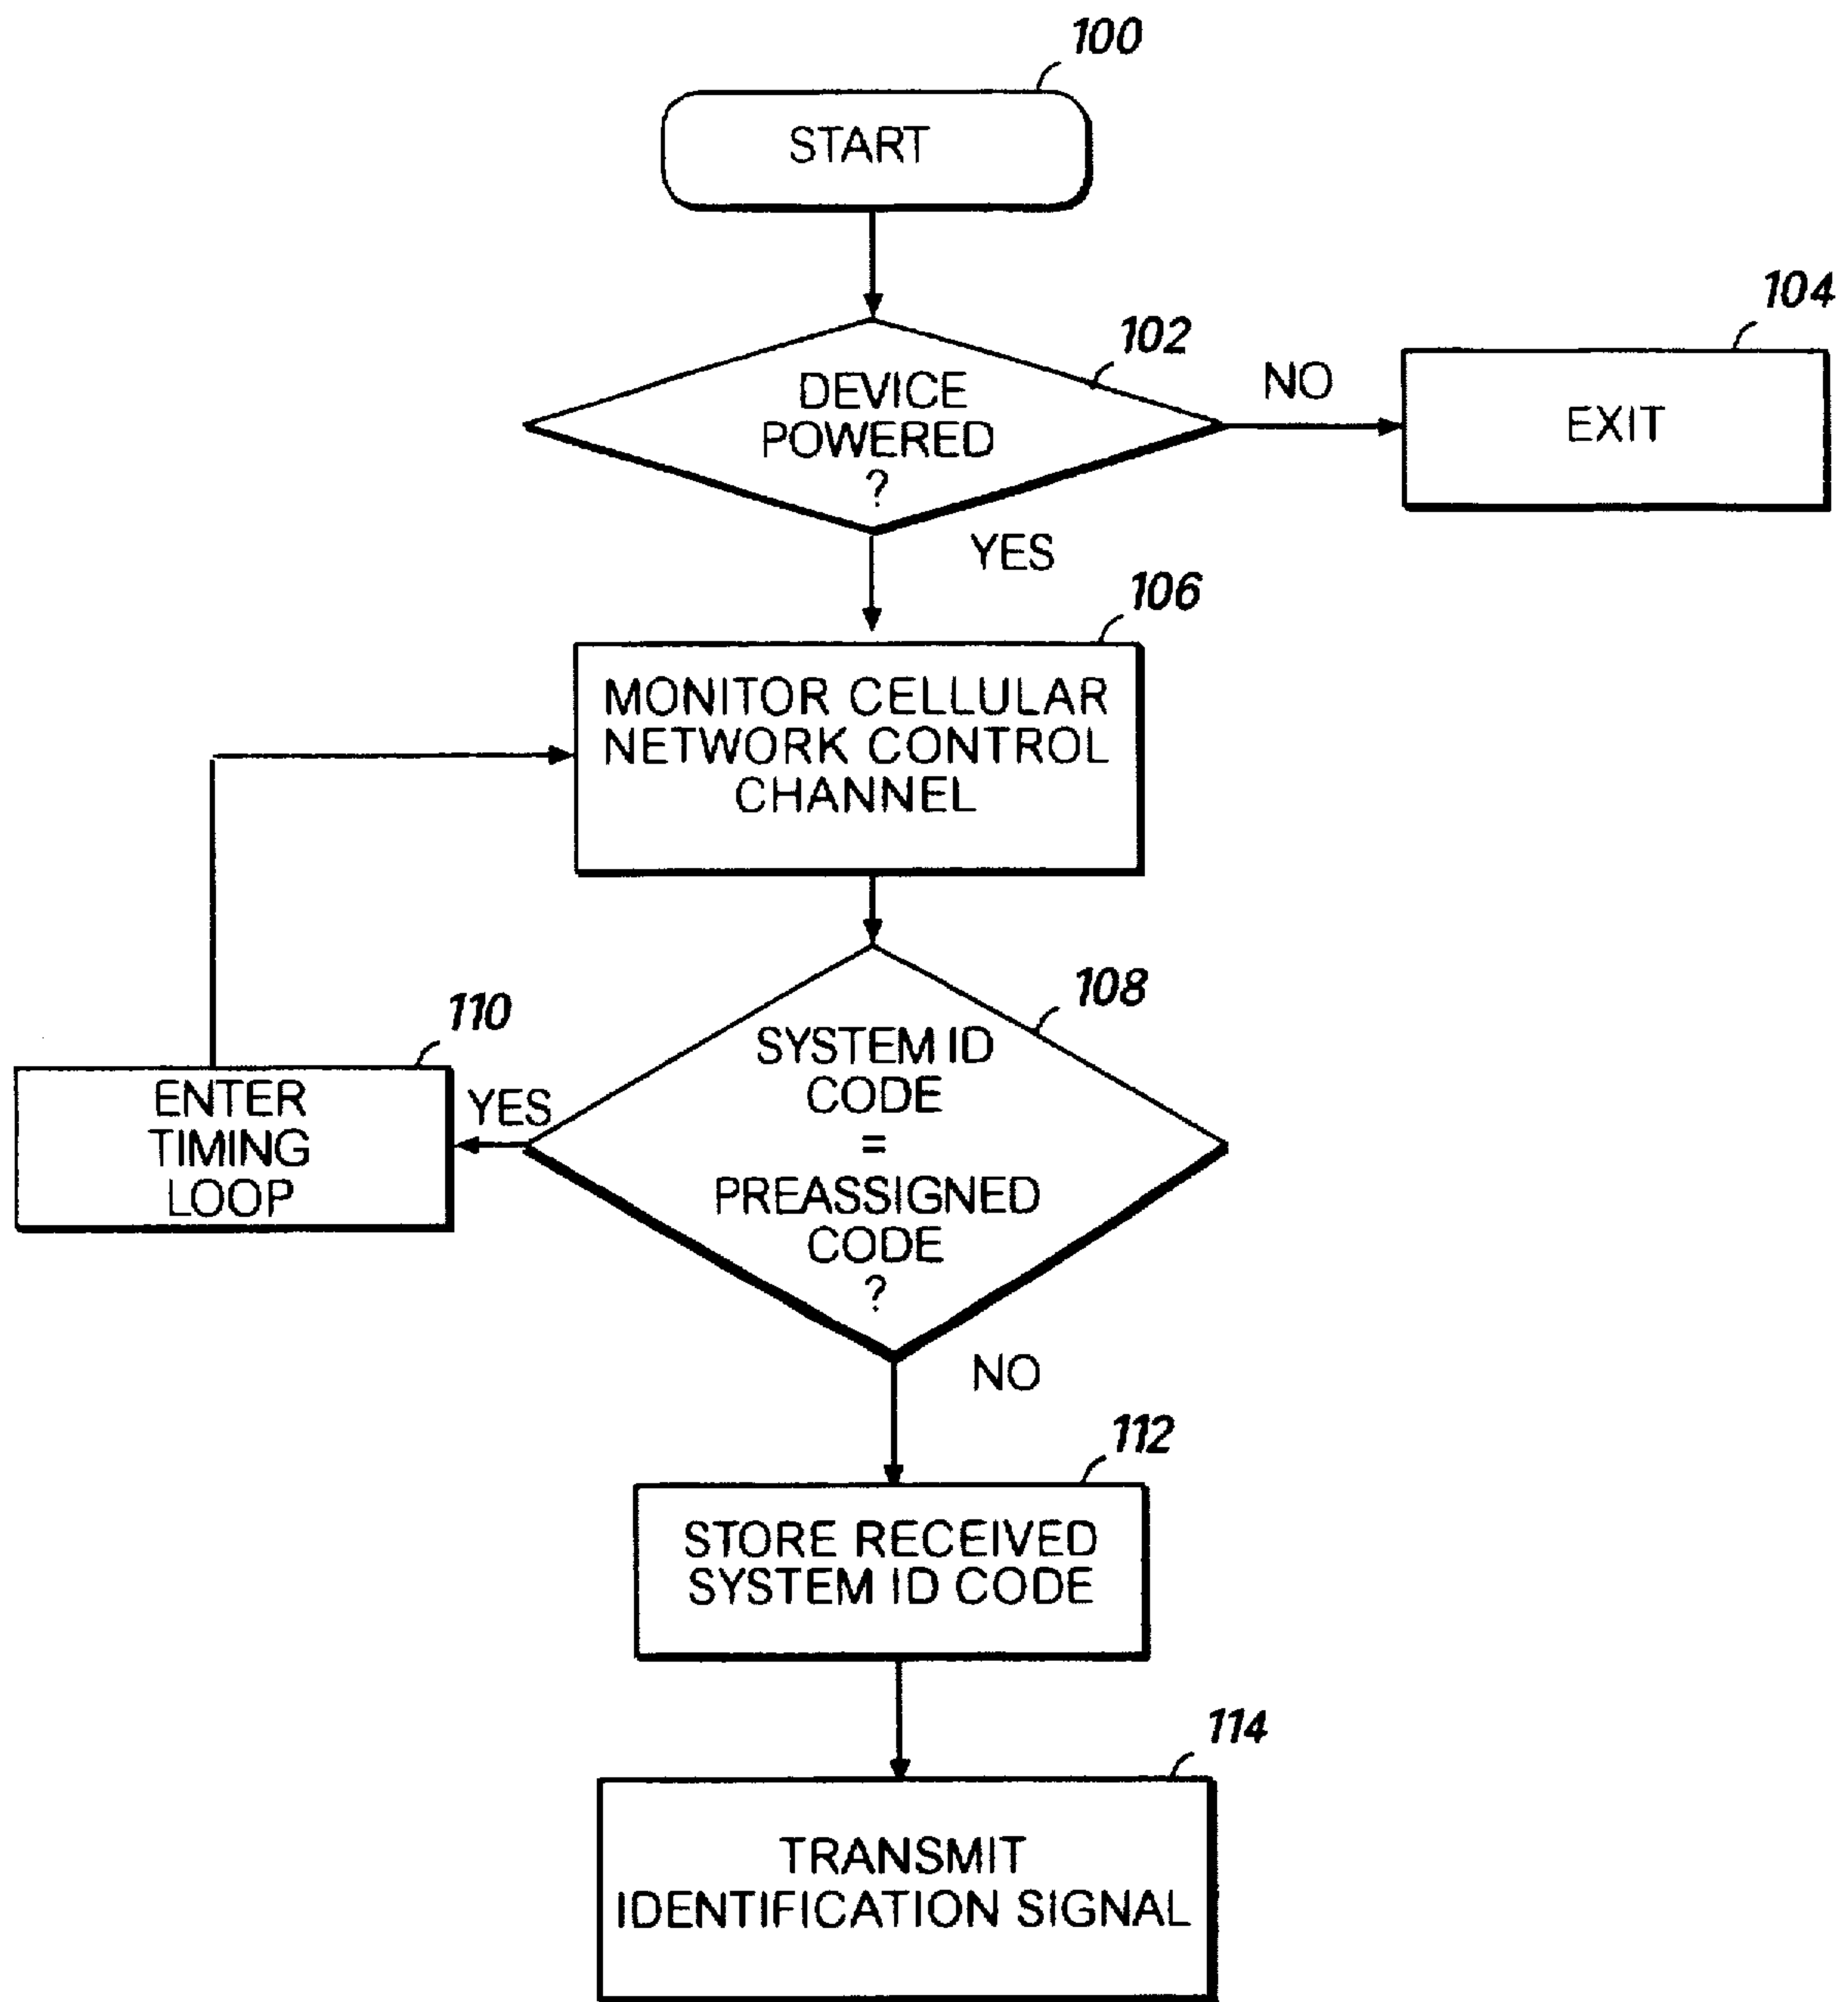 100
START
102
DEVICE
POWERED
?
NO
104
EXIT
YES
106
MONITOR CELLULAR
NETWORK CONTROL
CHANNEL
108
SYSTEM ID
CODE
=
PREASSIGNED
CODE
?
YES
110
ENTER
TIMING
LOOP
NO
112
STORE RECEIVED
SYSTEM ID CODE
114
TRANSMIT
IDENTIFICATION SIGNAL